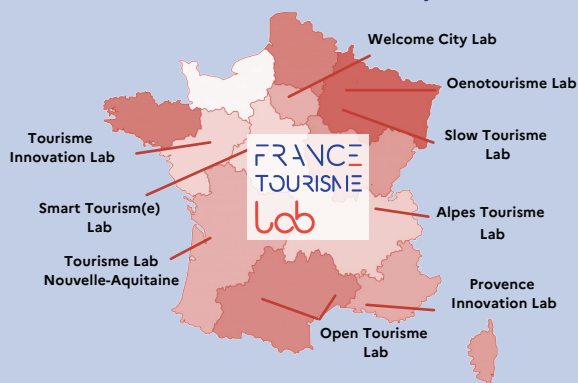 Welcome City Lab
Oenotourisme Lab
Slow Tourisme
Lab
Tourisme
Innovation Lab
FRANCE
TOURISME
Lab
Smart Tourism(e)
Lab
Alpes Tourisme
Lab
Tourisme Lab
Nouvelle-Aquitaine
Provence
Innovation Lab
Open Tourisme
Lab